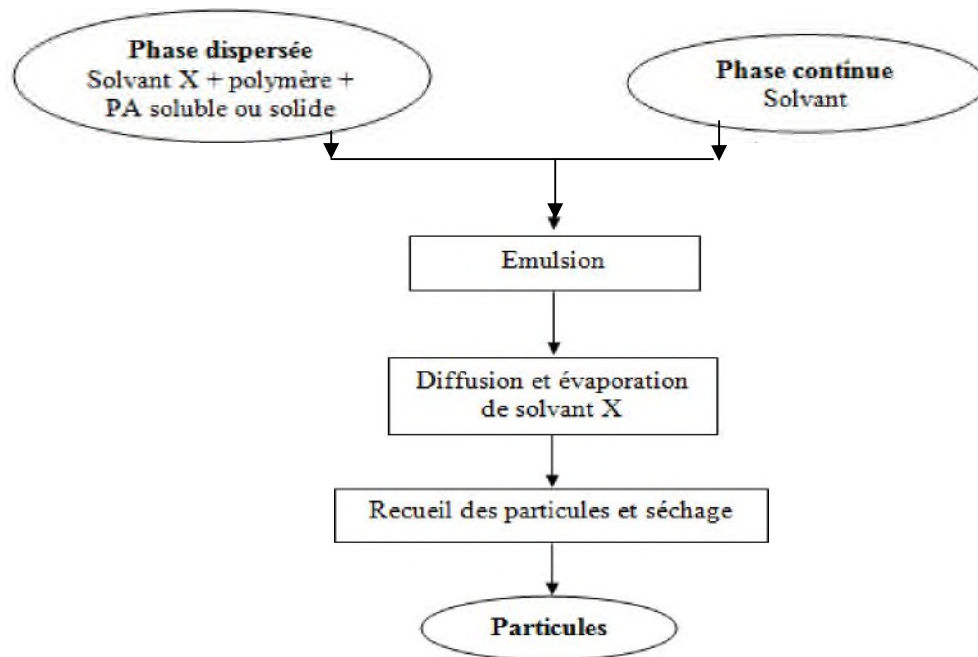 Phase dispersée
Solvant X + polymère +
PA soluble ou solide
Phase continue
Solvant
Emulsion
Diffusion et évaporation
de solvant X
Recueil des particules et séchage
Particules